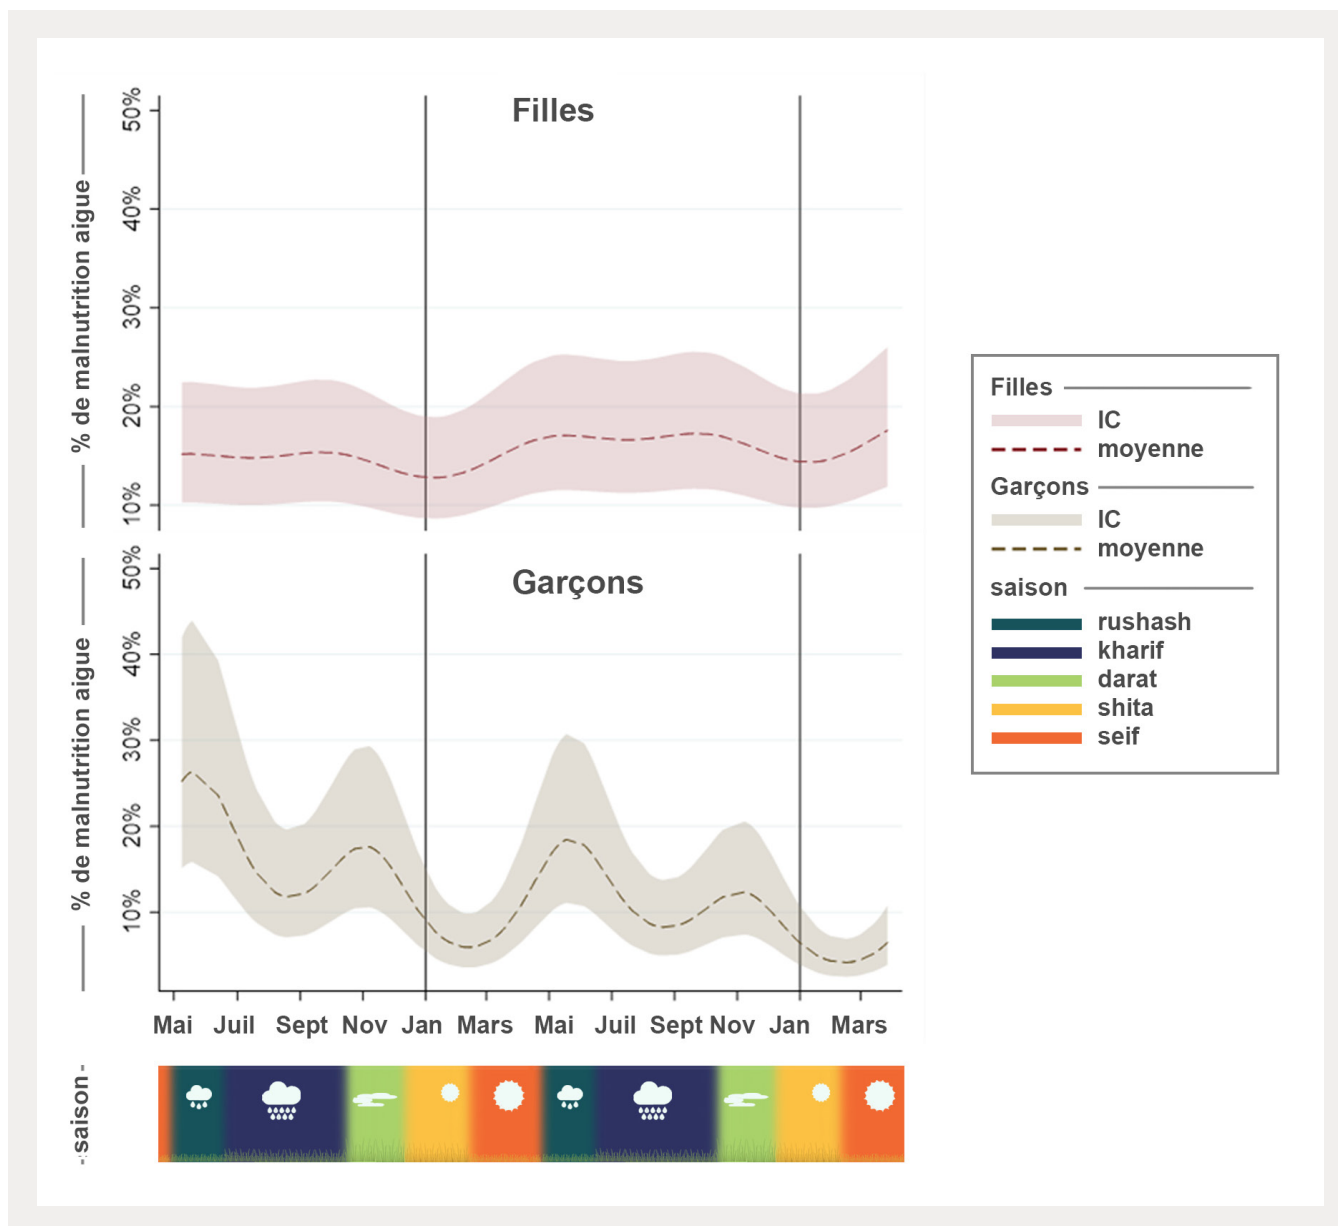 Filles
50%
40%
30%
20%
10%
% de malnutrition aigue
Garçons
50%
40%
30%
20%
10%
% de malnutrition aigue
Mai Juil Sept Nov Jan Mars Mai Juil Sept Nov Jan Mars
saison
Filles
IC
moyenne
Garçons
IC
moyenne
saison
rushash
kharif
darat
shita
seif